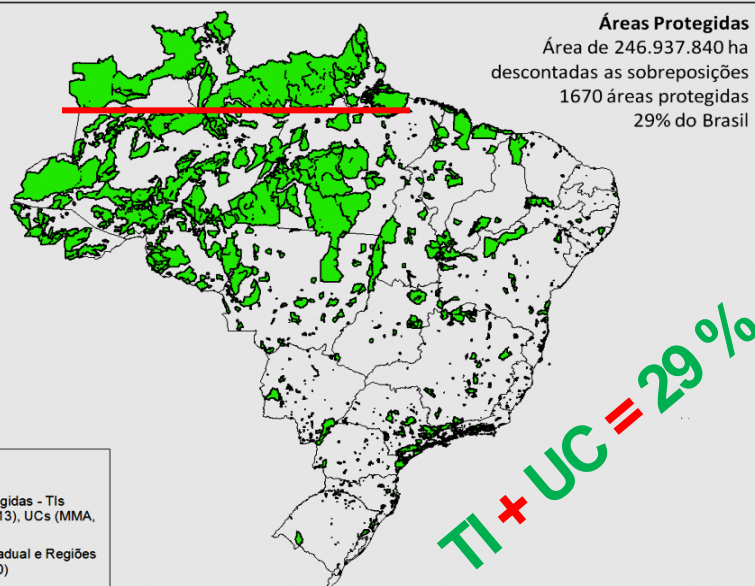 Áreas Protegidas
Área de 246.937.840 ha
descontadas as sobreposições
1670 áreas protegidas
29% do Brasil
TI + UC = 29 %
gidas - TIs
13), UCs (MMA,
adual e Regiões
0)